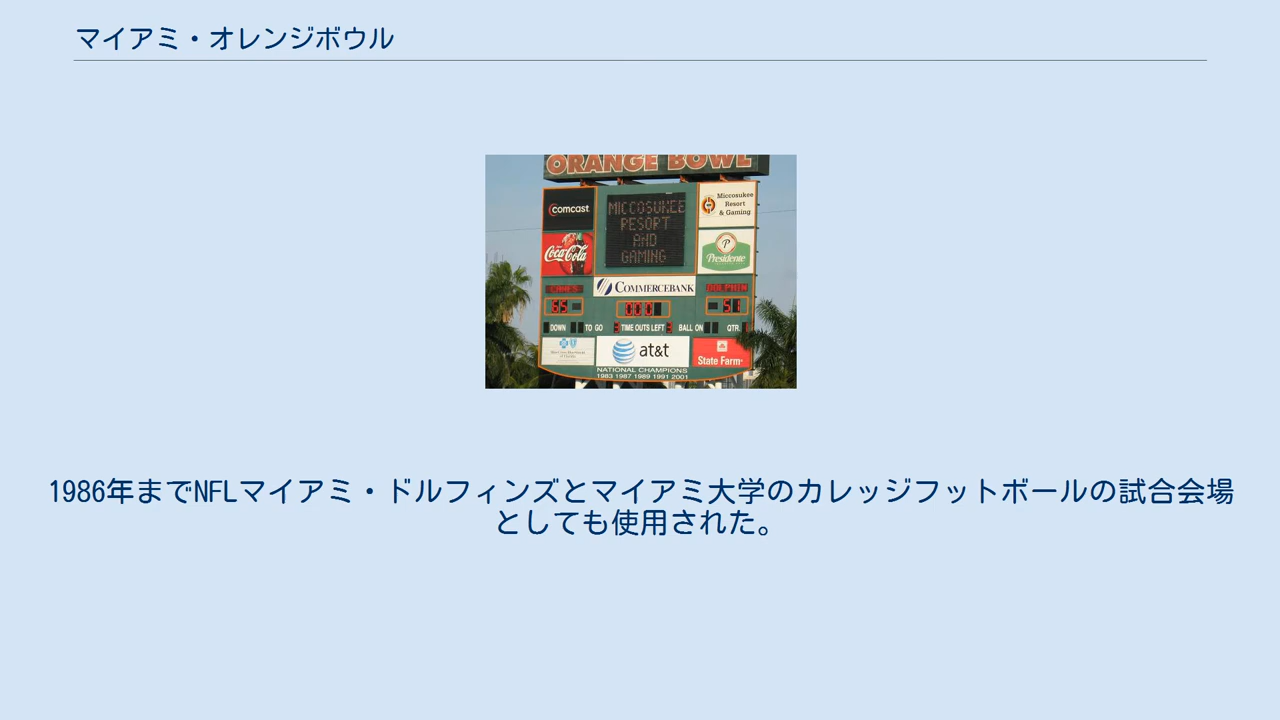 マイアミ・オレンジボウル
ORANGE BOWL
comcast
MICCOSUKEE
RESORT
AND
GAMING
Miccosukee
Resort
& Gaming
Coca-Cola
P
Presidente
COMMERCEBANK
CANES
DOLPHIN
65
000
51
DOWN TO GO TIME OUTS LEFT BALL ON QTR.
at&t
State Farm
NATIONAL CHAMPIONS
1983 1987 1989 1991 2001
1986年までNFLマイアミ・ドルフィンズとマイアミ大学のカレッジフットボールの試合会場
としても使用された。